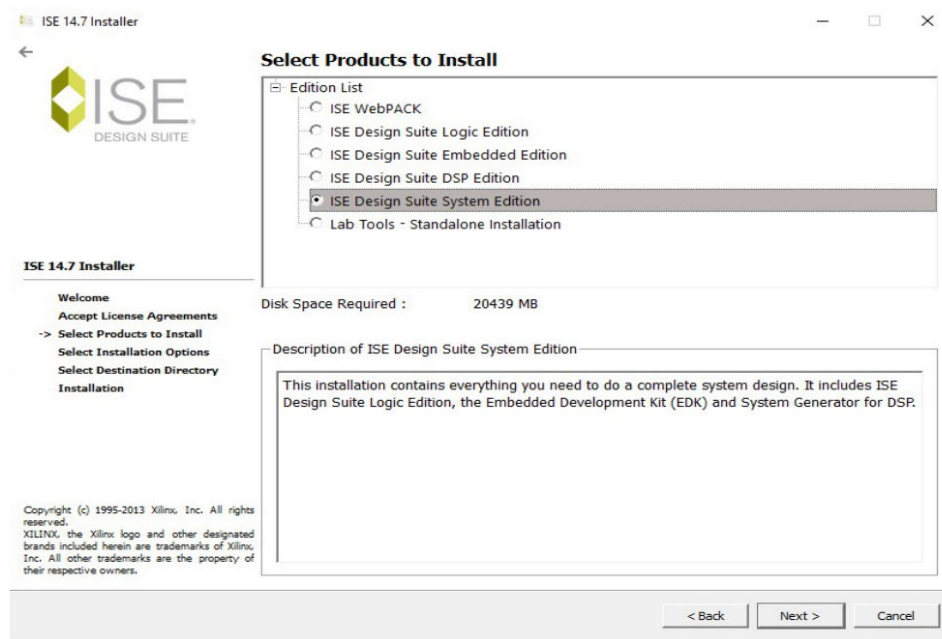 ISE 14.7 Installer
ISE
DESIGN SUITE
ISE 14.7 Installer
Welcome
Accept License Agreements
-> Select Products to Install
Select Installation Options
Select Destination Directory
Installation
Copyright (c) 1995-2013 Xilinx, Inc. All rights
reserved.
XILINX, the Xilinx logo and other designated
brands included herein are trademarks of Xilinx,
Inc. All other trademarks are the property of
their respective owners.
Select Products to Install
Edition List
ISE WebPACK
ISE Design Suite Logic Edition
ISE Design Suite Embedded Edition
ISE Design Suite DSP Edition
ISE Design Suite System Edition
Lab Tools - Standalone Installation
Disk Space Required : 20439 MB
Description of ISE Design Suite System Edition
This installation contains everything you need to do a complete system design. It includes ISE
Design Suite Logic Edition, the Embedded Development Kit (EDK) and System Generator for DSP.
< Back Next > Cancel